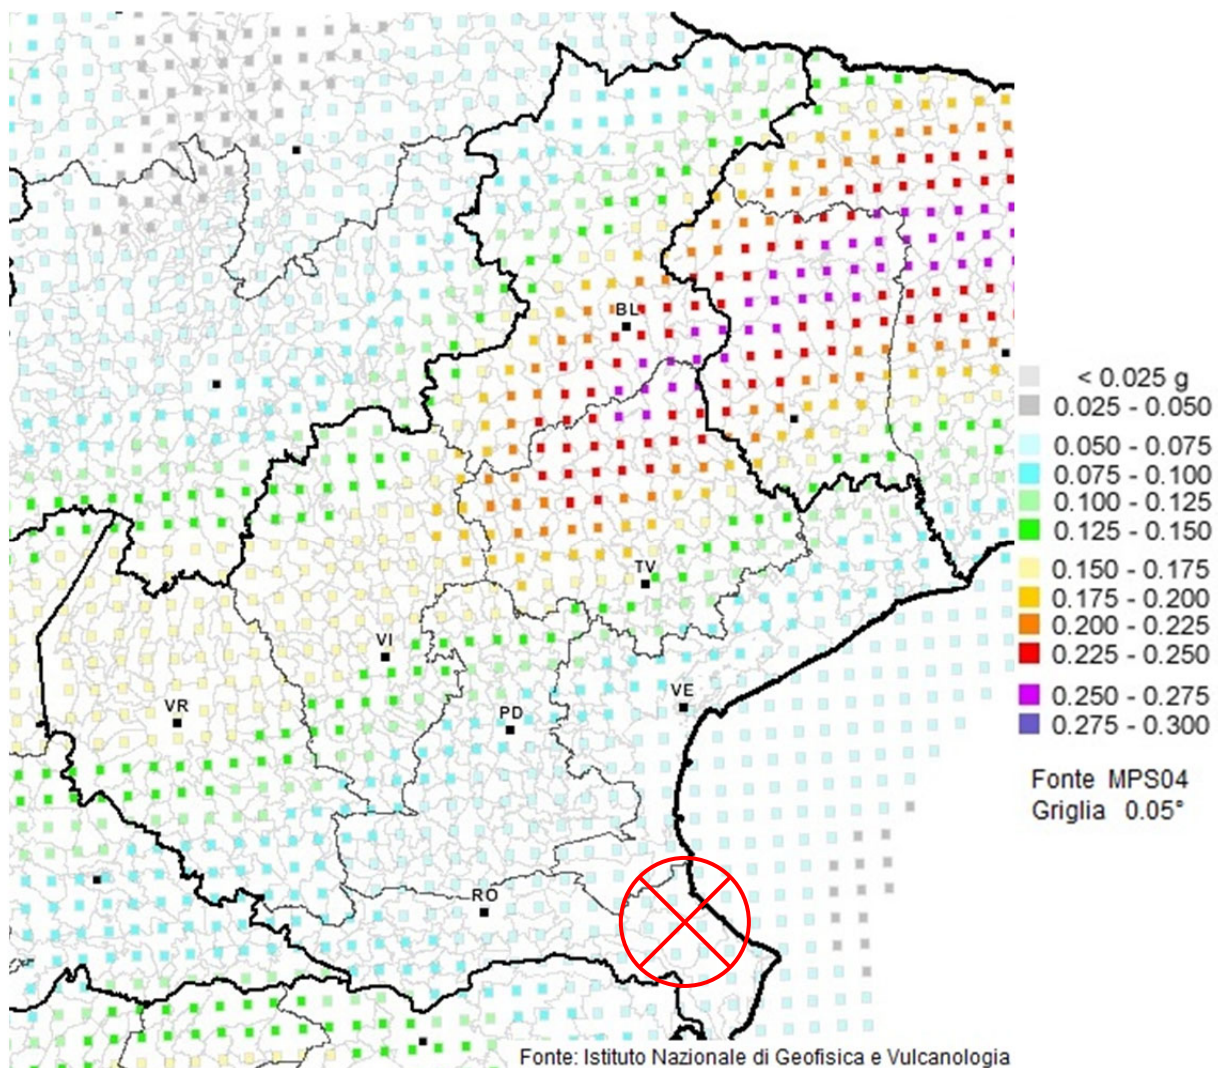 BL
TV
VI
VR
PD
VE
RO
< 0.025 g
0.025 - 0.050
0.050 - 0.075
0.075 - 0.100
0.100 - 0.125
0.125 - 0.150
0.150 - 0.175
0.175 - 0.200
0.200 - 0.225
0.225 - 0.250
0.250 - 0.275
0.275 - 0.300
Fonte MPS04
Griglia 0.05°
Fonte: Istituto Nazionale di Geofisica e Vulcanologia